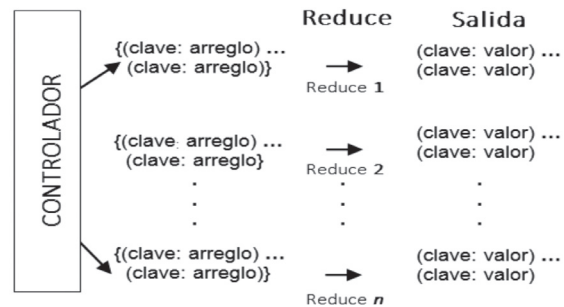 Reduce Salida
CONTROLADOR
{(clave: arreglo) ...
(clave: arreglo)}
Reduce 1
(clave: valor) ...
(clave: valor)
{(clave: arreglo) ...
(clave: arreglo}
Reduce 2
(clave: valor) ...
(clave: valor)
{(clave: arreglo) ...
(clave: arreglo)}
Reduce n
(clave: valor) ...
(clave: valor)